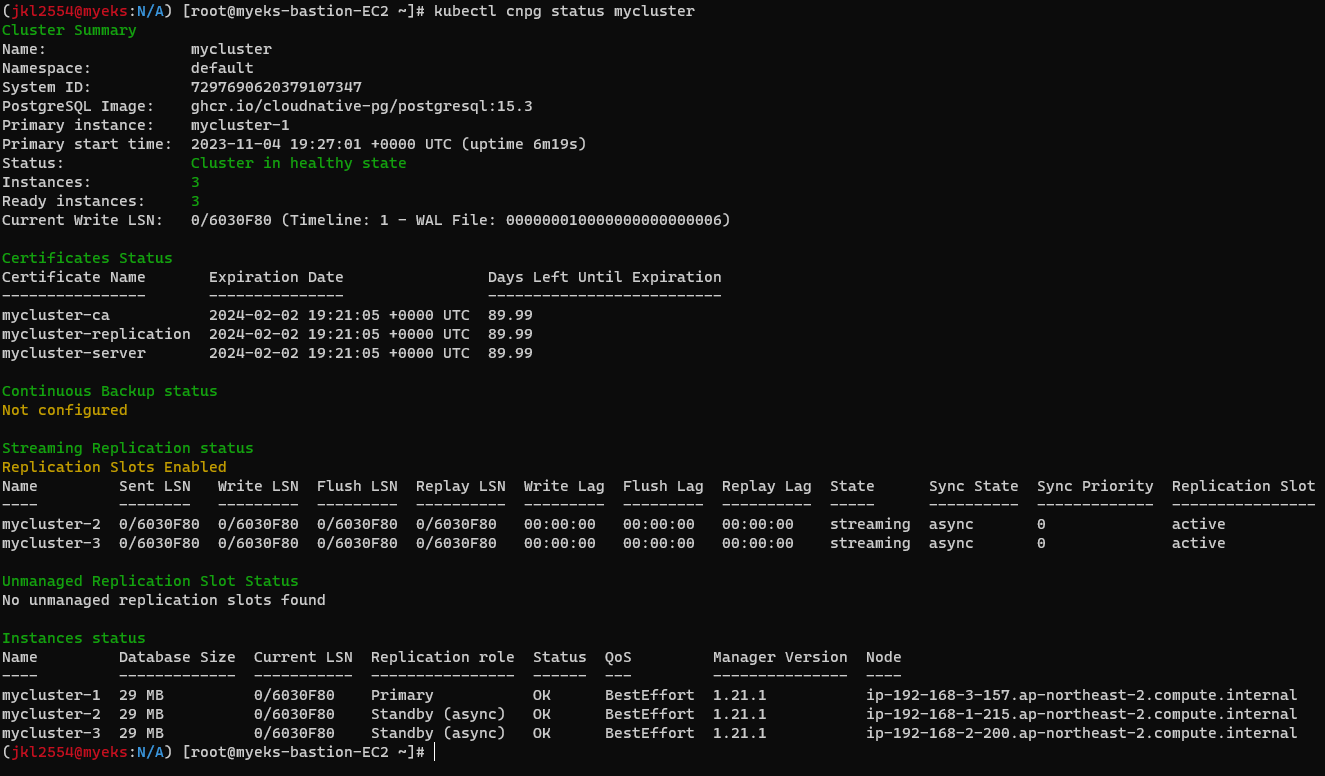 (jkl2554@myeks:N/A) [root@myeks-bastion-EC2 ~]# kubectl cnpg status mycluster
Cluster Summary
Name:                mycluster
Namespace:           default
System ID:           7297690620379107347
PostgreSQL Image:    ghcr.io/cloudnative-pg/postgresql:15.3
Primary instance:    mycluster-1
Primary start time:  2023-11-04 19:27:01 +0000 UTC (uptime 6m19s)
Status:              Cluster in healthy state
Instances:           3
Ready instances:     3
Current Write LSN:   0/6030F80 (Timeline: 1 - WAL File: 000000010000000000000006)

Certificates Status
Certificate Name       Expiration Date                Days Left Until Expiration
----------------       ---------------                --------------------------
mycluster-ca           2024-02-02 19:21:05 +0000 UTC  89.99
mycluster-replication  2024-02-02 19:21:05 +0000 UTC  89.99
mycluster-server       2024-02-02 19:21:05 +0000 UTC  89.99

Continuous Backup status
Not configured

Streaming Replication status
Replication Slots Enabled
Name         Sent LSN   Write LSN  Flush LSN  Replay LSN  Write Lag  Flush Lag  Replay Lag  State      Sync State  Sync Priority  Replication Slot
----         --------   ---------  ---------  ----------  ---------  ---------  ----------  -----      ----------  -------------  ----------------
mycluster-2  0/6030F80  0/6030F80  0/6030F80  0/6030F80   00:00:00   00:00:00   00:00:00    streaming  async       0              active
mycluster-3  0/6030F80  0/6030F80  0/6030F80  0/6030F80   00:00:00   00:00:00   00:00:00    streaming  async       0              active

Unmanaged Replication Slot Status
No unmanaged replication slots found

Instances status
Name         Database Size  Current LSN  Replication role  Status  QoS         Manager Version  Node
----         -------------  -----------  ----------------  ------  ---         ---------------  ----
mycluster-1  29 MB          0/6030F80    Primary           OK      BestEffort  1.21.1           ip-192-168-3-157.ap-northeast-2.compute.internal
mycluster-2  29 MB          0/6030F80    Standby (async)   OK      BestEffort  1.21.1           ip-192-168-1-215.ap-northeast-2.compute.internal
mycluster-3  29 MB          0/6030F80    Standby (async)   OK      BestEffort  1.21.1           ip-192-168-2-200.ap-northeast-2.compute.internal
(jkl2554@myeks:N/A) [root@myeks-bastion-EC2 ~]#